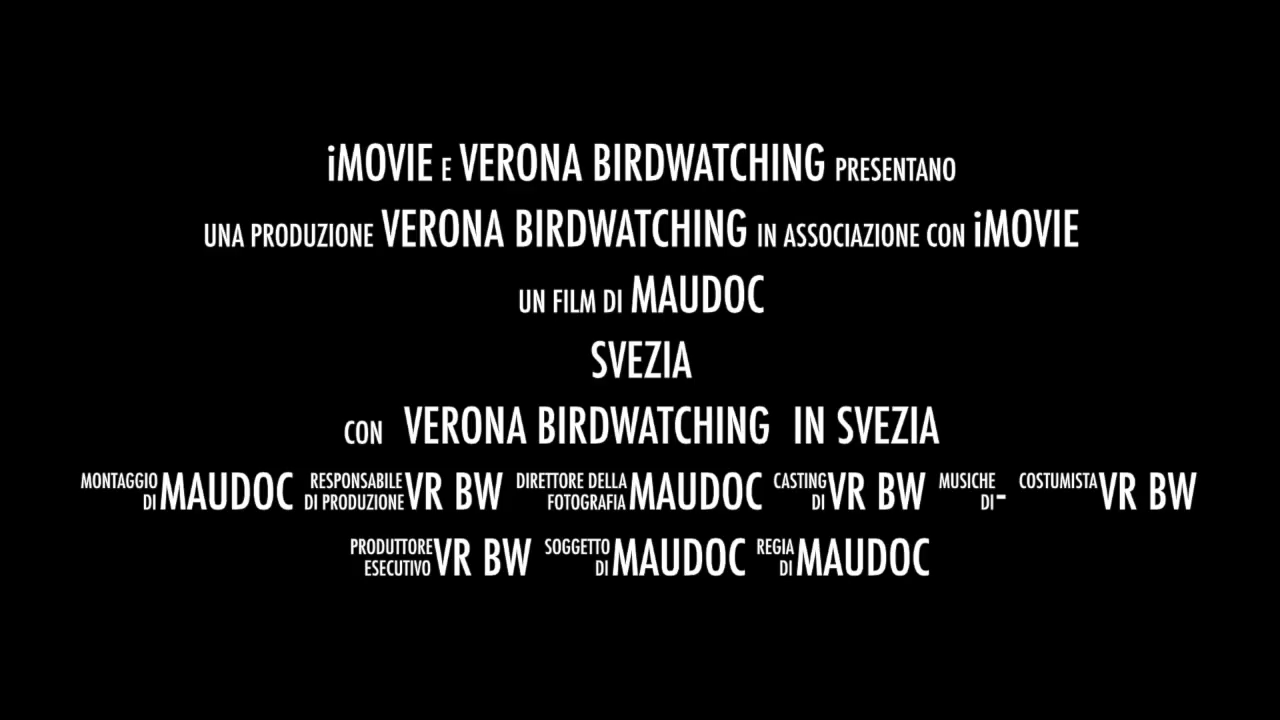 iMOVIE E VERONA BIRDWATCHING PRESENTANO
UNA PRODUZIONE VERONA BIRDWATCHING IN ASSOCIAZIONE CON iMOVIE
UN FILM DI MAUDOC
SVEZIA
CON VERONA BIRDWATCHING IN SVEZIA
MONTAGGIO DI MAUDOC RESPONSABILE DI PRODUZIONE VR BW DIRETTORE DELLA FOTOGRAFIA MAUDOC CASTING DI VR BW MUSICHE DI - COSTUMISTA VR BW
PRODUTTORE ESECUTIVO VR BW SOGGETTO DI MAUDOC REGIA DI MAUDOC